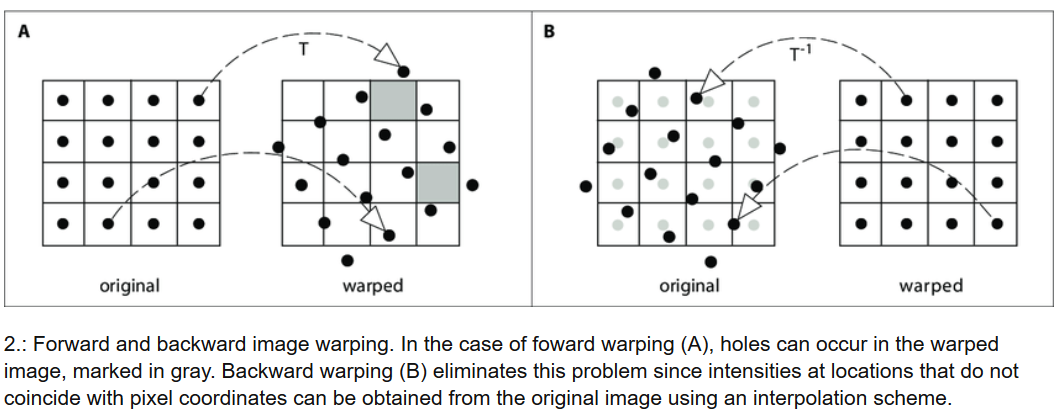 A
T
original
warped
B
T-1
original
warped
2.: Forward and backward image warping. In the case of foward warping (A), holes can occur in the warped
image, marked in gray. Backward warping (B) eliminates this problem since intensities at locations that do not
coincide with pixel coordinates can be obtained from the original image using an interpolation scheme.